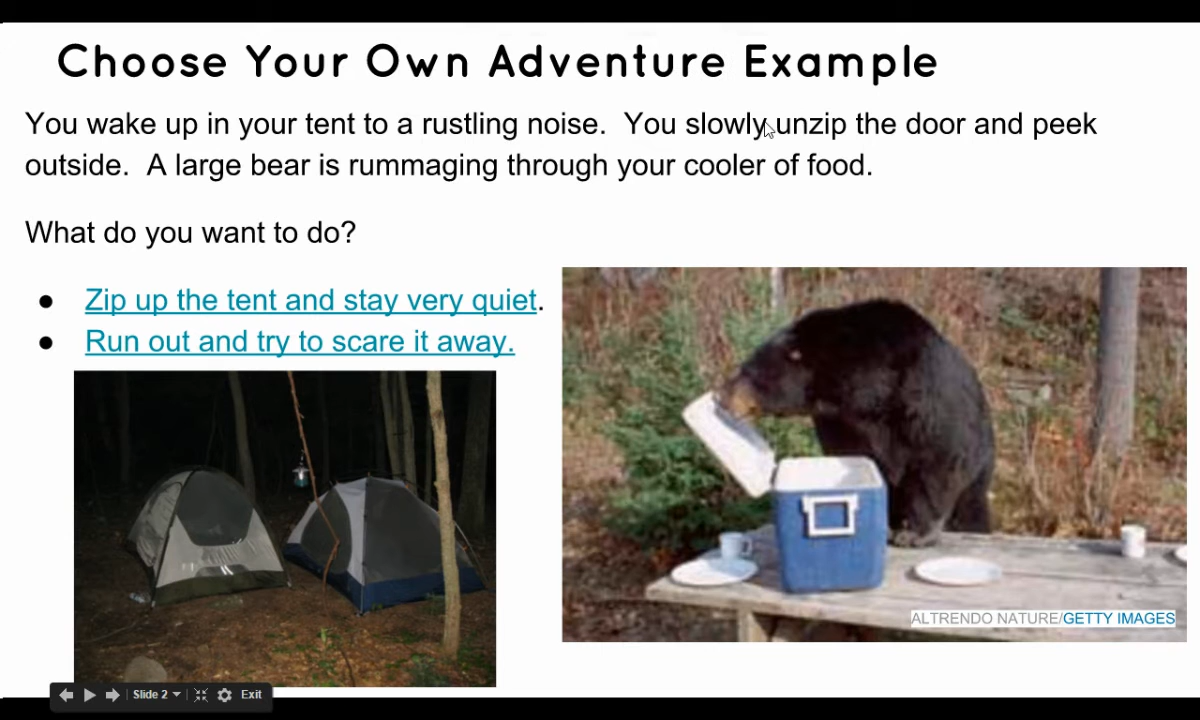 Choose Your Own Adventure Example
You wake up in your tent to a rustling noise.  You slowly unzip the door and peek
outside.  A large bear is rummaging through your cooler of food.
What do you want to do?
● Zip up the tent and stay very quiet.
● Run out and try to scare it away.
ALTRENDO NATURE/GETTY IMAGES
Slide 2 Exit